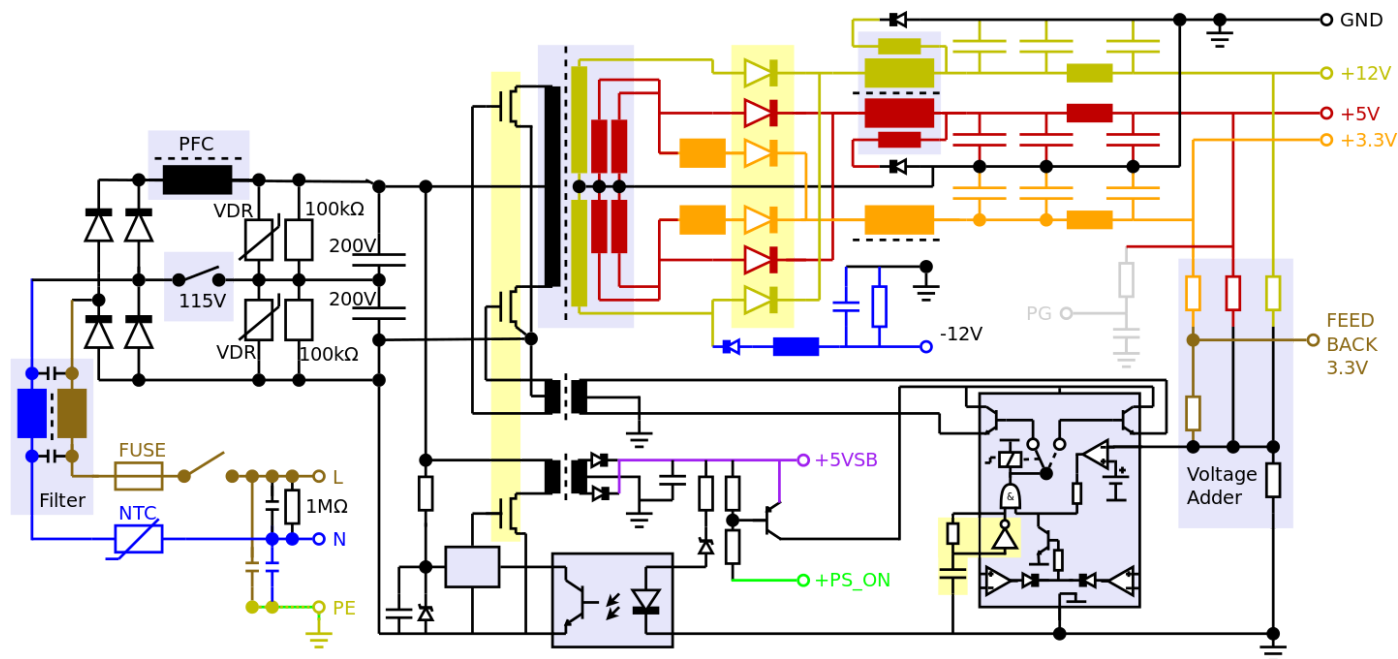 GND
+12V
+5V
+3.3V
PFC
VDR
100kΩ
200V
115V
200V
VDR
100kΩ
PG
-12V
FEED
BACK
3.3V
FUSE
L
Filter
1MΩ
NTC
N
PE
+5VSB
+PS_ON
&
Voltage
Adder